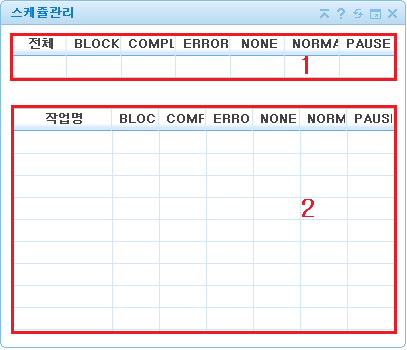 스케쥴관리
전체 BLOCK COMPL ERROR NONE NORMA PAUSE
1
작업명 BLOC COMF ERRO NONE NORM PAUS
2